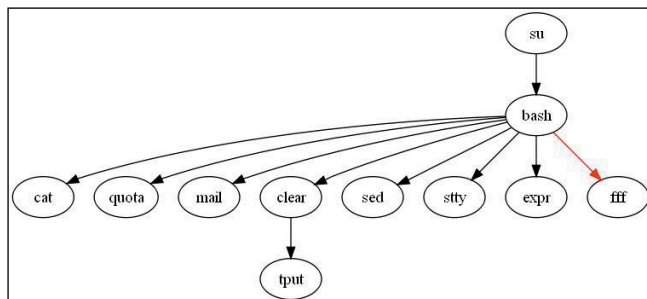 su
bash
cat quota mail clear sed stty expr fff
tput